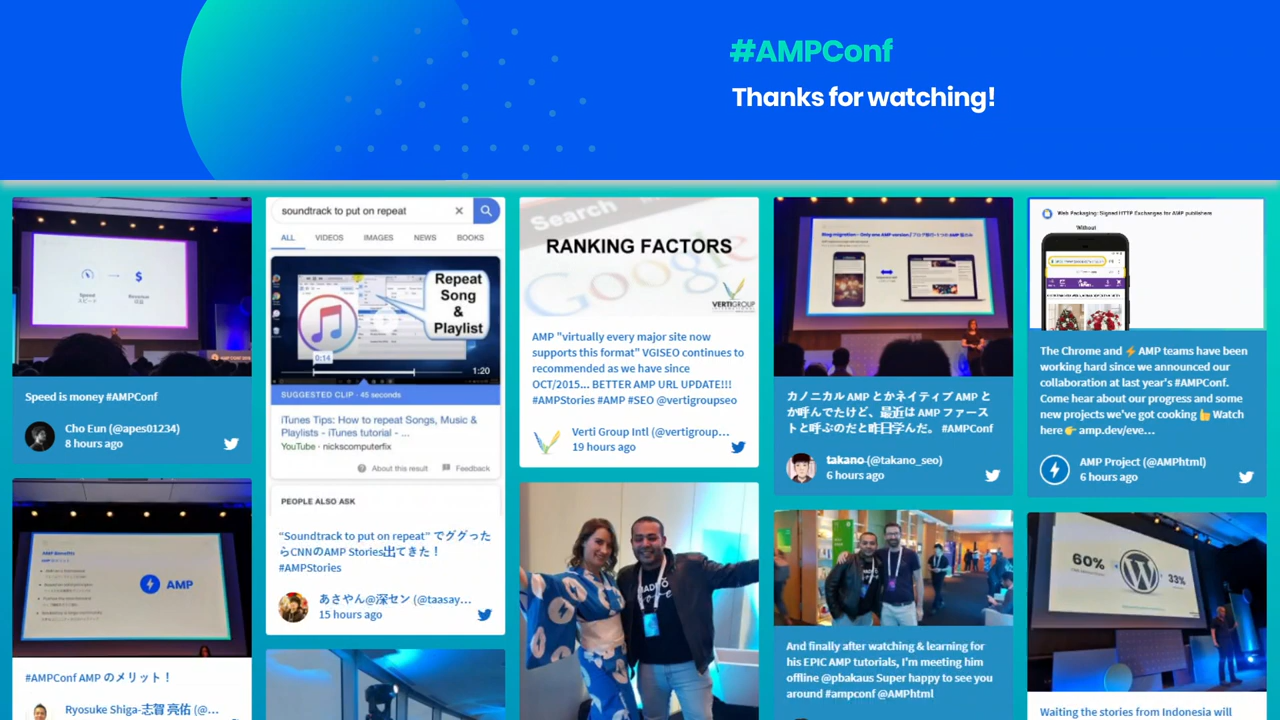 #AMPConf
Thanks for watching!
Speed
スピード
Revenue
収益
Speed is money #AMPConf
Cho Eun (@apes01234)
8 hours ago
AMP Benefits
AMP
#AMPConf AMP のメリット！
Ryosuke Shiga-志賀 亮佑 (@...
soundtrack to put on repeat
ALL VIDEOS IMAGES NEWS BOOKS
Repeat
Song
&
Playlist
0:14
1:20
SUGGESTED CLIP · 45 seconds
iTunes Tips: How to repeat Songs, Music &
Playlists - iTunes tutorial - ...
YouTube · nickscomputerfix
About this result Feedback
PEOPLE ALSO ASK
“Soundtrack to put on repeat” でググった
らCNNのAMP Stories出てきた！
#AMPStories
あさやん@深セン (@taasay...
15 hours ago
Search
RANKING FACTORS
Google
VERTIGROUP
AMP "virtually every major site now
supports this format" VGISEO continues to
recommended as we have since
OCT/2015... BETTER AMP URL UPDATE!!!
#AMPStories #AMP #SEO @vertigroupseo
Verti Group Intl (@vertigroup...
19 hours ago
カノニカル AMP とかネイティブ AMP と
か呼んでたけど、最近は AMP ファース
トと呼ぶのだと昨日学んだ。 #AMPConf
takano (@takano_seo)
6 hours ago
And finally after watching & learning for
his EPIC AMP tutorials, I'm meeting him
offline @pbakaus Super happy to see you
around #ampconf @AMPhtml
Web Packaging: Signed HTTP Exchanges for AMP publishers
Without
The Chrome and ⚡AMP teams have been
working hard since we announced our
collaboration at last year's #AMPConf.
Come hear about our progress and some
new projects we've got cooking 👍 Watch
here 👉 amp.dev/eve...
AMP Project (@AMPhtml)
6 hours ago
60%
33%
Waiting the stories from Indonesia will